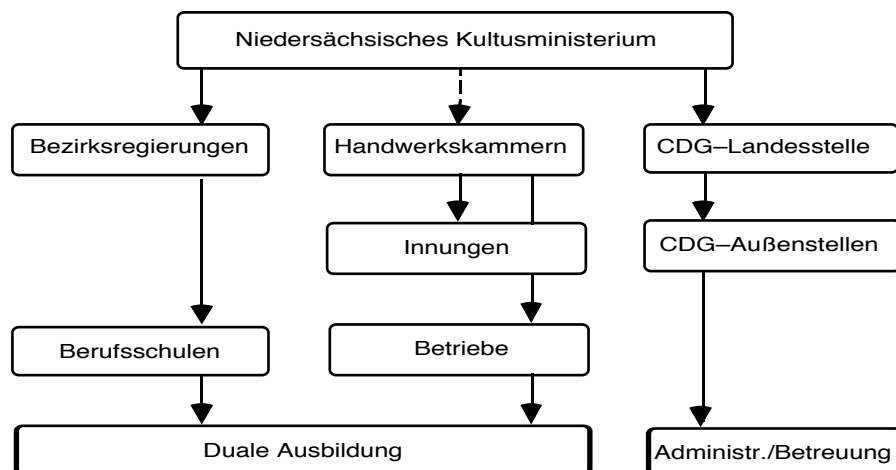 Niedersächsisches Kultusministerium
Bezirksregierungen
Handwerkskammern
CDG–Landesstelle
Innungen
CDG–Außenstellen
Berufsschulen
Betriebe
Duale Ausbildung
Administr./Betreuung